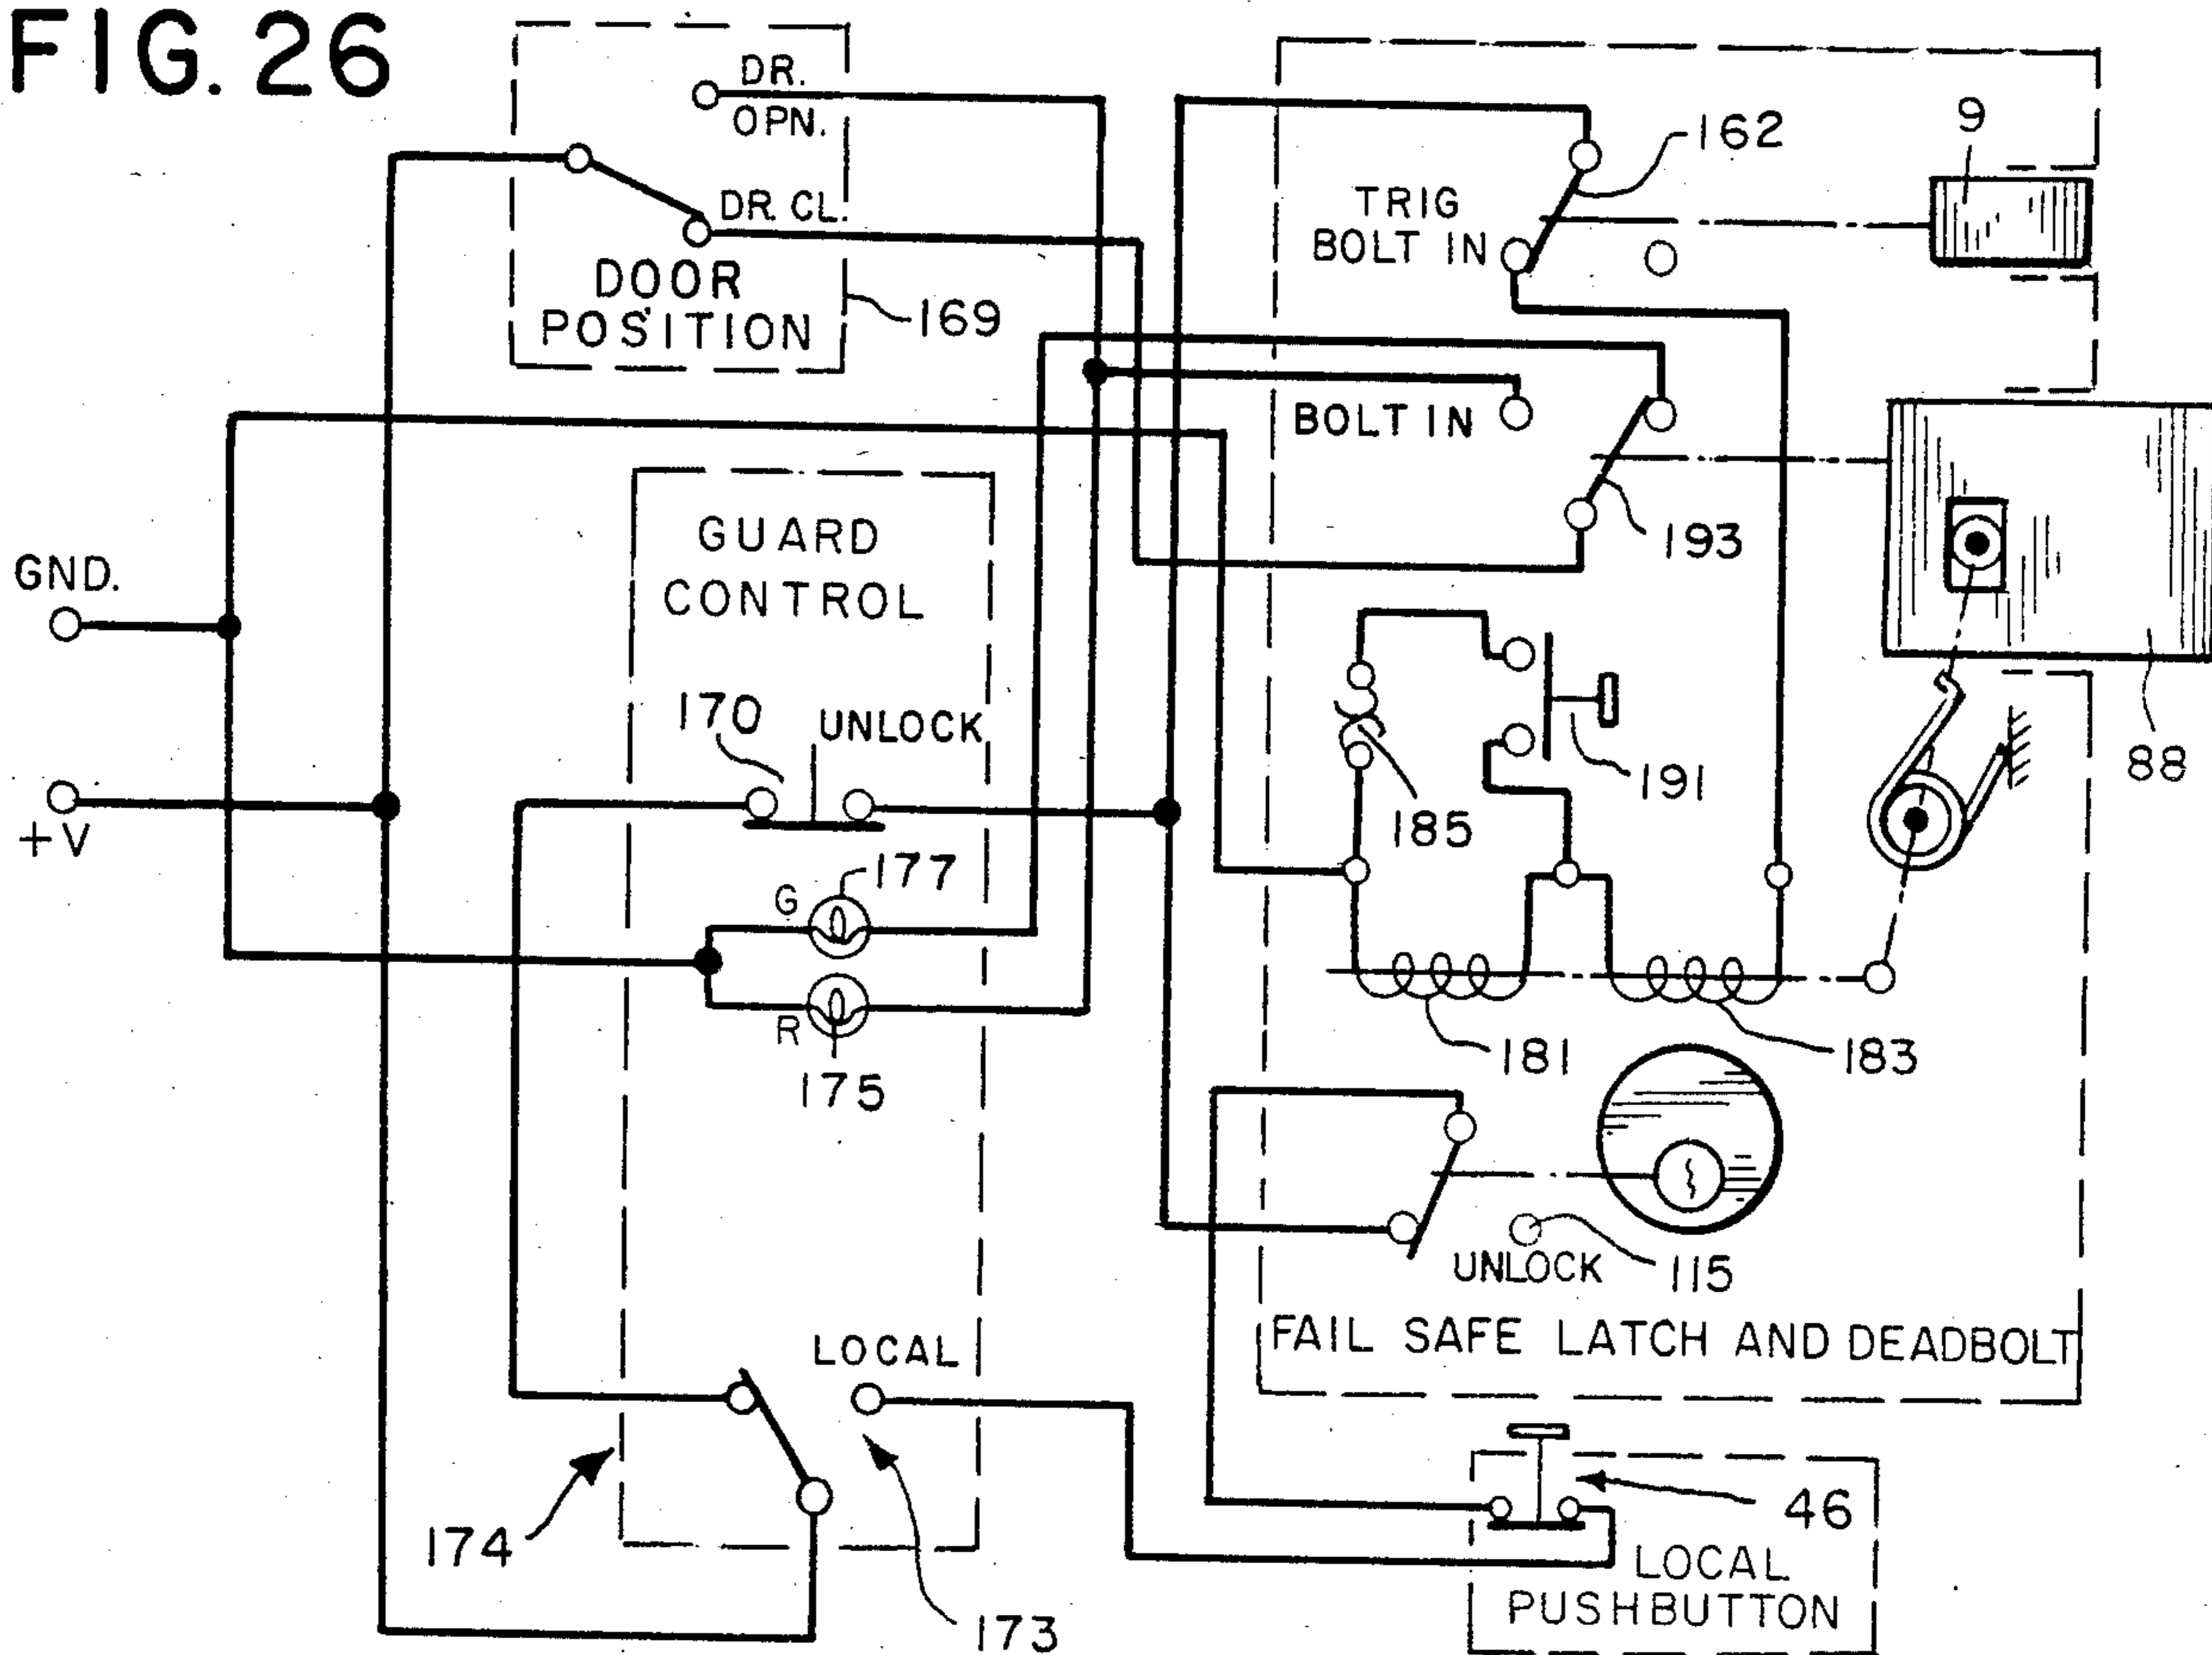 FIG. 26
DR.
OPN.
DR. CL.
DOOR
POSITION
169
162
9
TRIG
BOLT IN
BOLT IN
193
GUARD
CONTROL
GND.
170
UNLOCK
191
88
185
+V
177
G
R
175
181
183
UNLOCK
115
FAIL SAFE LATCH AND DEADBOLT
LOCAL
174
173
46
LOCAL
PUSHBUTTON